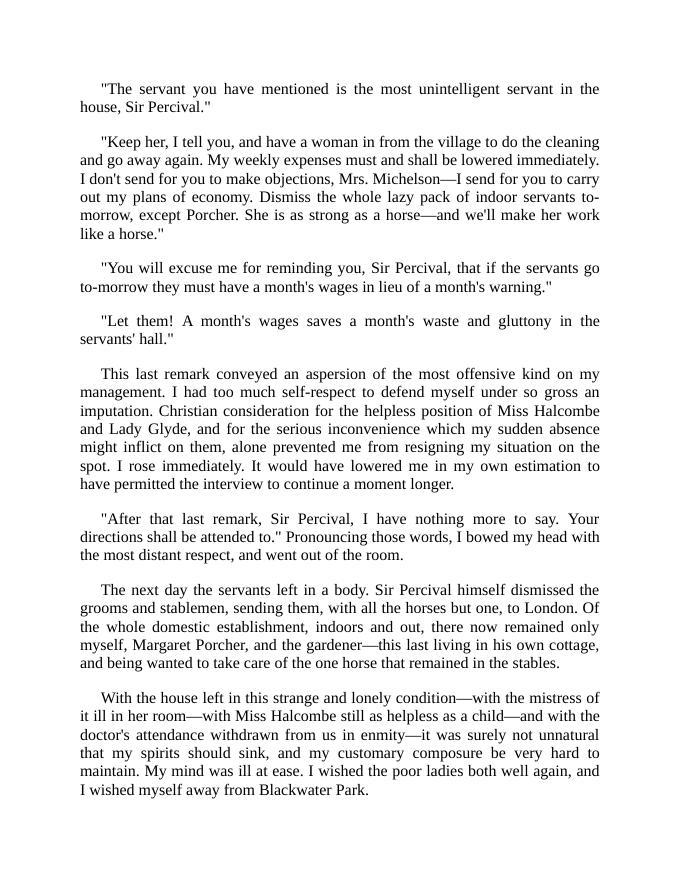 "The servant you have mentioned is the most unintelligent servant in the
house, Sir Percival."
"Keep her, I tell you, and have a woman in from the village to do the cleaning
and go away again. My weekly expenses must and shall be lowered immediately.
I don't send for you to make objections, Mrs. Michelson—I send for you to carry
out my plans of economy. Dismiss the whole lazy pack of indoor servants to-
morrow, except Porcher. She is as strong as a horse—and we'll make her work
like a horse."
"You will excuse me for reminding you, Sir Percival, that if the servants go
to-morrow they must have a month's wages in lieu of a month's warning."
"Let them! A month's wages saves a month's waste and gluttony in the
servants' hall."
This last remark conveyed an aspersion of the most offensive kind on my
management. I had too much self-respect to defend myself under so gross an
imputation. Christian consideration for the helpless position of Miss Halcombe
and Lady Glyde, and for the serious inconvenience which my sudden absence
might inflict on them, alone prevented me from resigning my situation on the
spot. I rose immediately. It would have lowered me in my own estimation to
have permitted the interview to continue a moment longer.
"After that last remark, Sir Percival, I have nothing more to say. Your
directions shall be attended to." Pronouncing those words, I bowed my head with
the most distant respect, and went out of the room.
The next day the servants left in a body. Sir Percival himself dismissed the
grooms and stablemen, sending them, with all the horses but one, to London. Of
the whole domestic establishment, indoors and out, there now remained only
myself, Margaret Porcher, and the gardener—this last living in his own cottage,
and being wanted to take care of the one horse that remained in the stables.
With the house left in this strange and lonely condition—with the mistress of
it ill in her room—with Miss Halcombe still as helpless as a child—and with the
doctor's attendance withdrawn from us in enmity—it was surely not unnatural
that my spirits should sink, and my customary composure be very hard to
maintain. My mind was ill at ease. I wished the poor ladies both well again, and
I wished myself away from Blackwater Park.